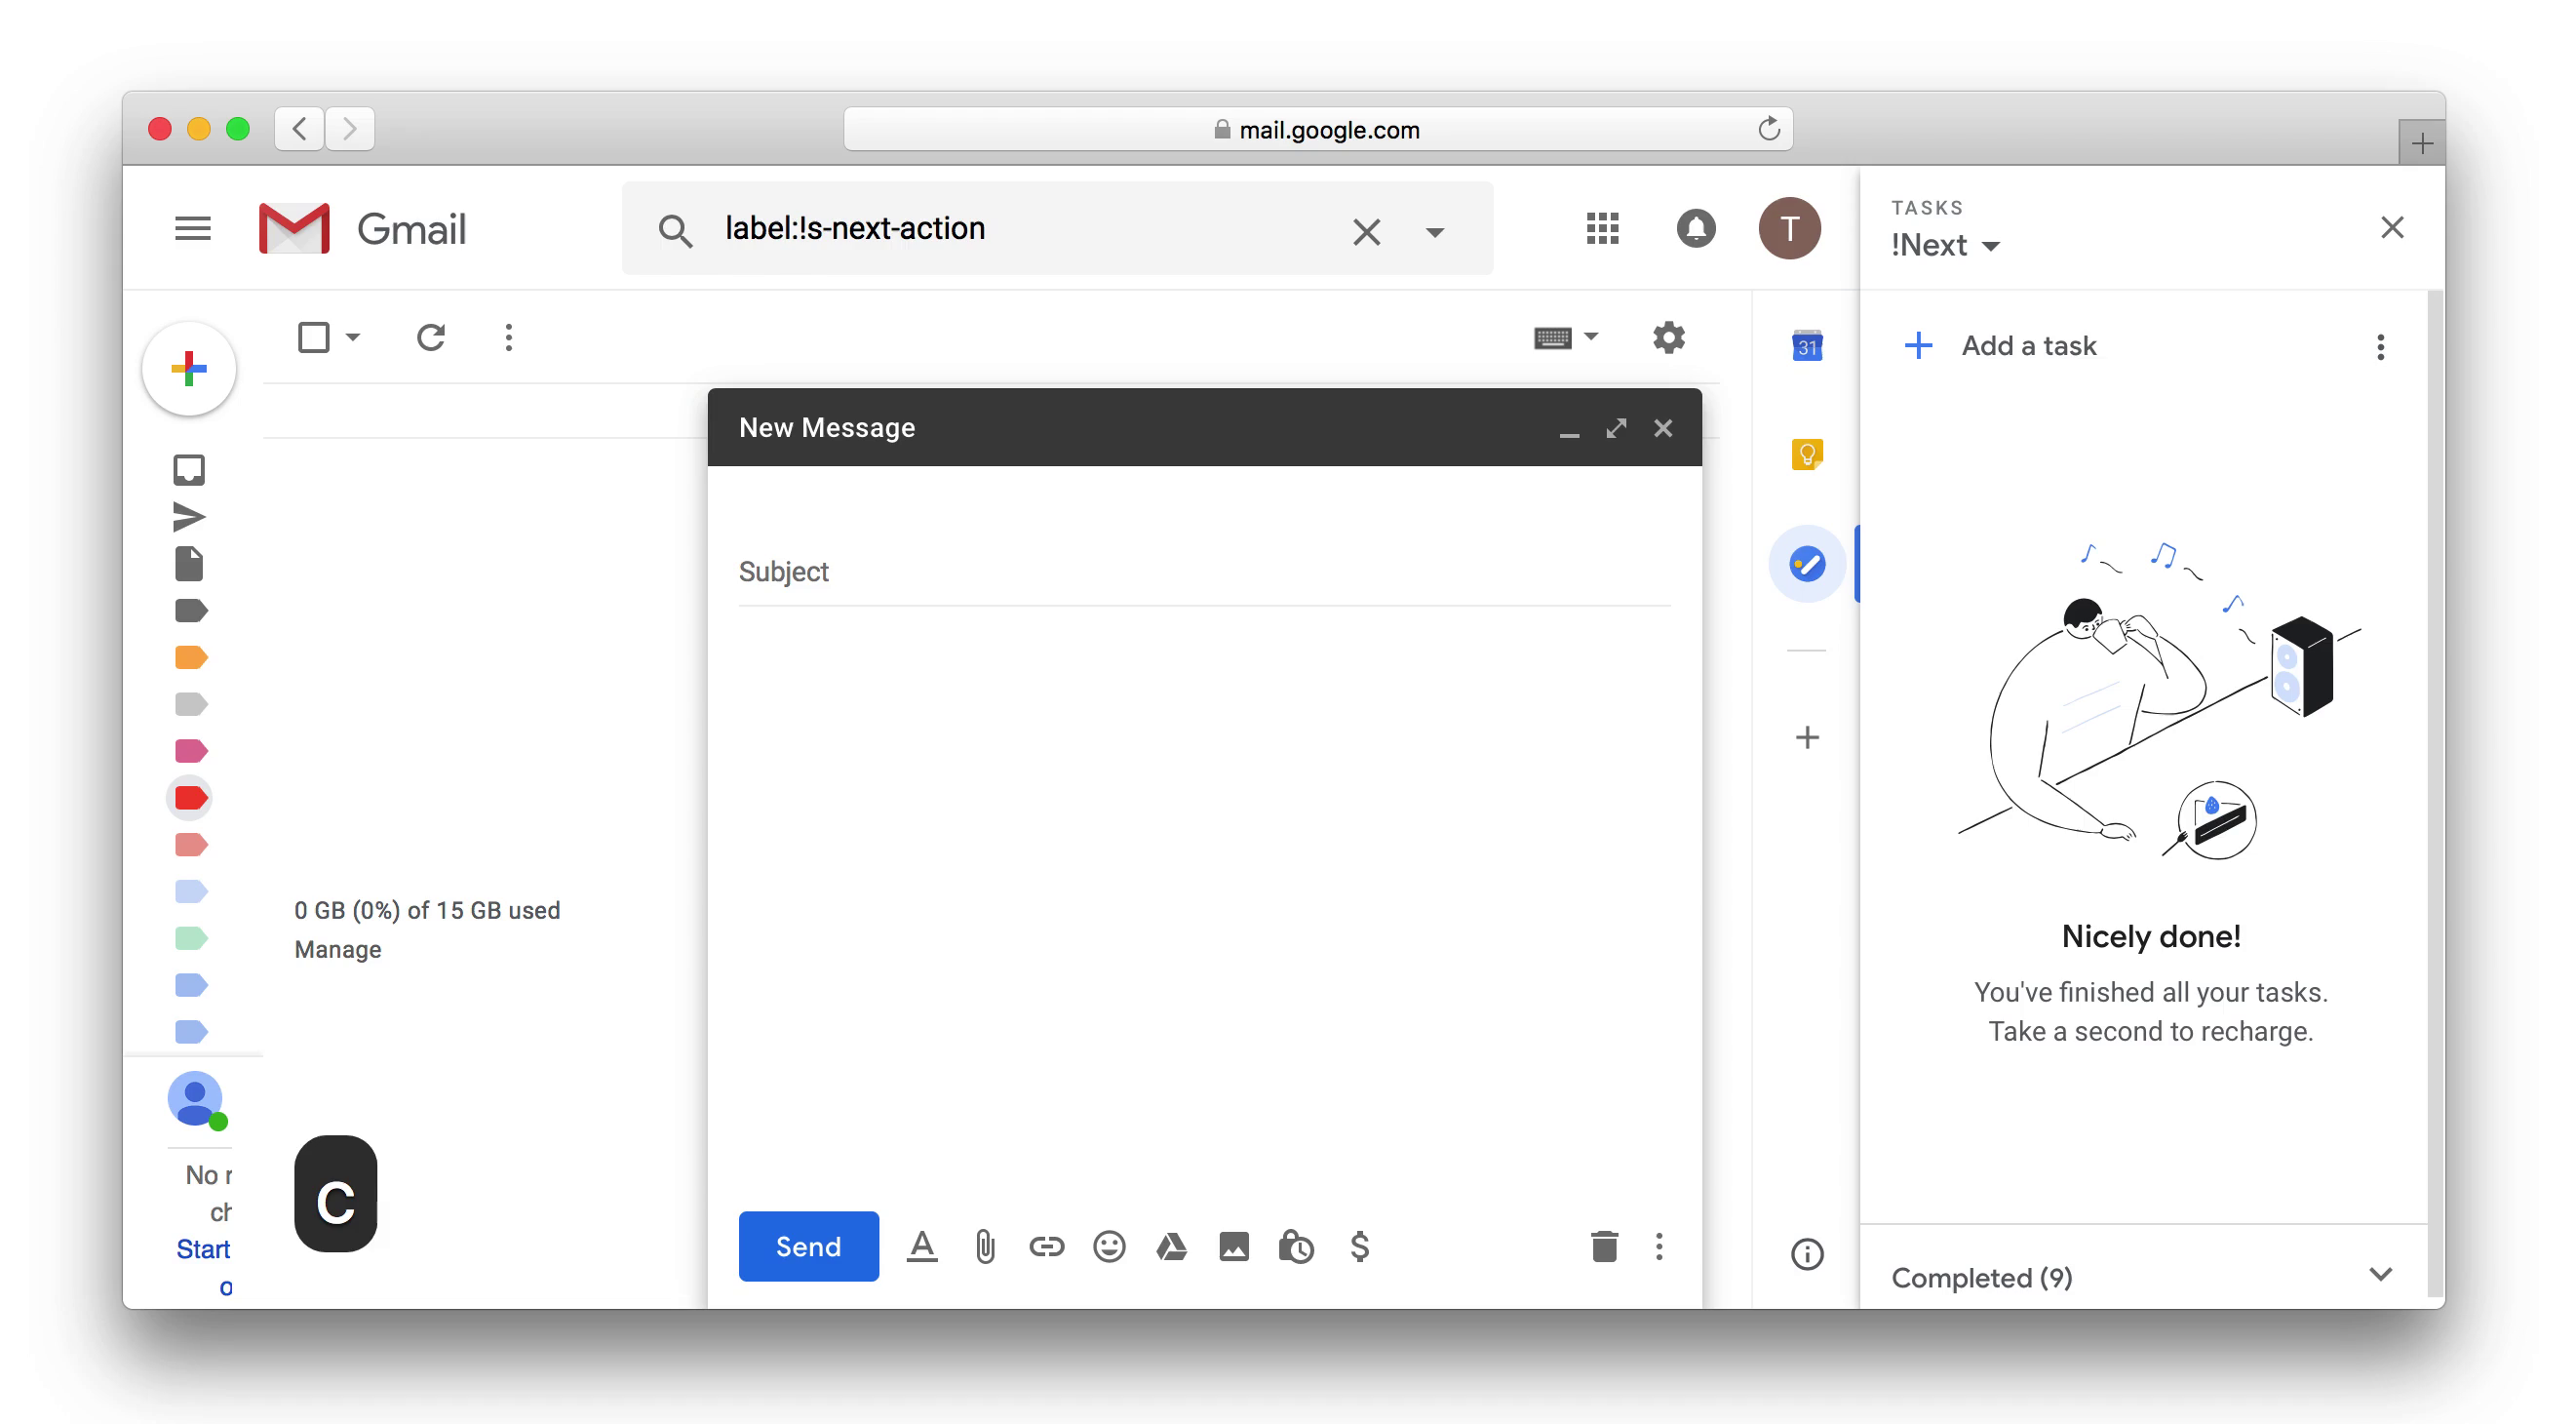 mail.google.com
Gmail
label:!s-next-action
T
TASKS
!Next
31
Add a task
New Message
Subject
0 GB (0%) of 15 GB used
Manage
Nicely done!
You've finished all your tasks.
Take a second to recharge.
No r
ch
Start
o
C
Send
Completed (9)